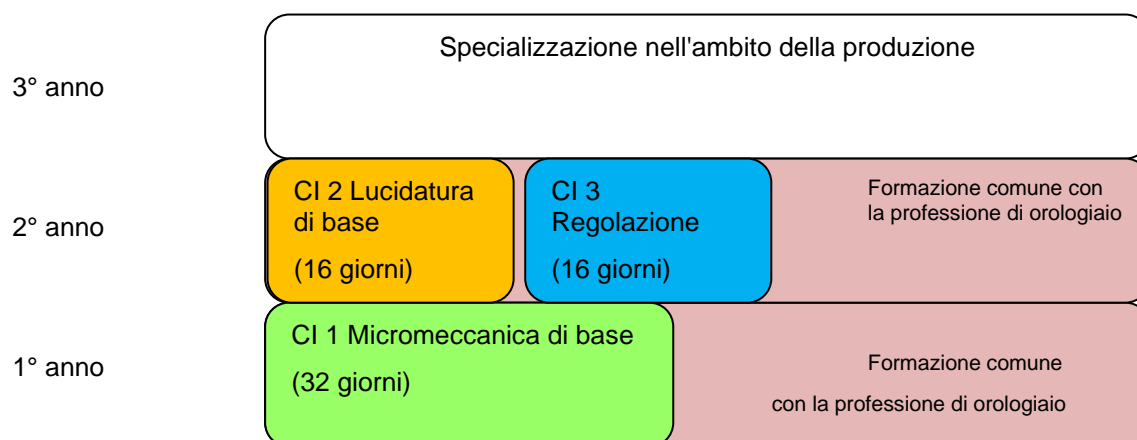 Specializzazione nell'ambito della produzione
3° anno
CI 2 Lucidatura
di base
(16 giorni)
CI 3
Regolazione
(16 giorni)
Formazione comune con
la professione di orologiaio
2° anno
CI 1 Micromeccanica di base
(32 giorni)
Formazione comune
con la professione di orologiaio
1° anno